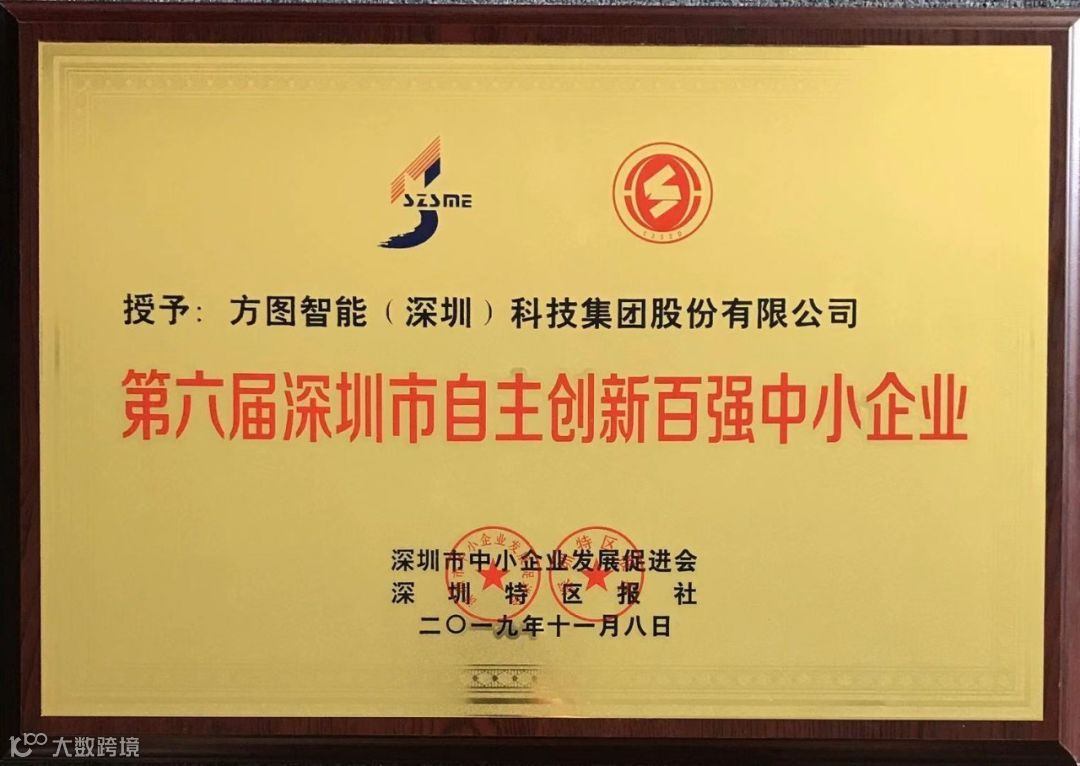 SZSME
授予：方图智能（深圳）科技集团股份有限公司
第六届深圳市自主创新百强中小企业
深圳市中小企业发展促进会
深圳特区报社
二〇一九年十一月八日
大数跨境